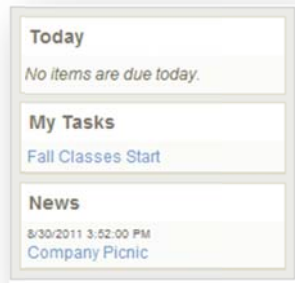 Today
No items are due today.
My Tasks
Fall Classes Start
News
8/30/2011 3:52:00 PM
Company Picnic